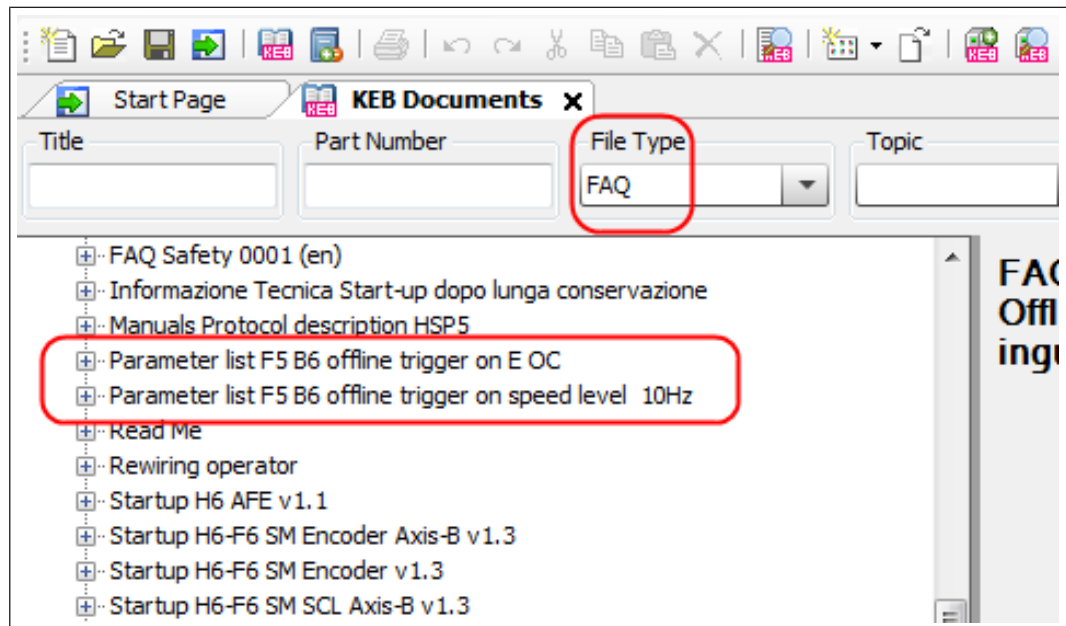 Start Page KEB Documents
Title Part Number File Type Topic
FAQ
FAQ Safety 0001 (en)
Informazione Tecnica Start-up dopo lunga conservazione
Manuals Protocol description HSP5
Parameter list F5 B6 offline trigger on E OC
Parameter list F5 B6 offline trigger on speed level 10Hz
Read Me
Rewiring operator
Startup H6 AFE v1.1
Startup H6-F6 SM Encoder Axis-B v1.3
Startup H6-F6 SM Encoder v1.3
Startup H6-F6 SM SCL Axis-B v1.3
FAQ
Offl
ingu